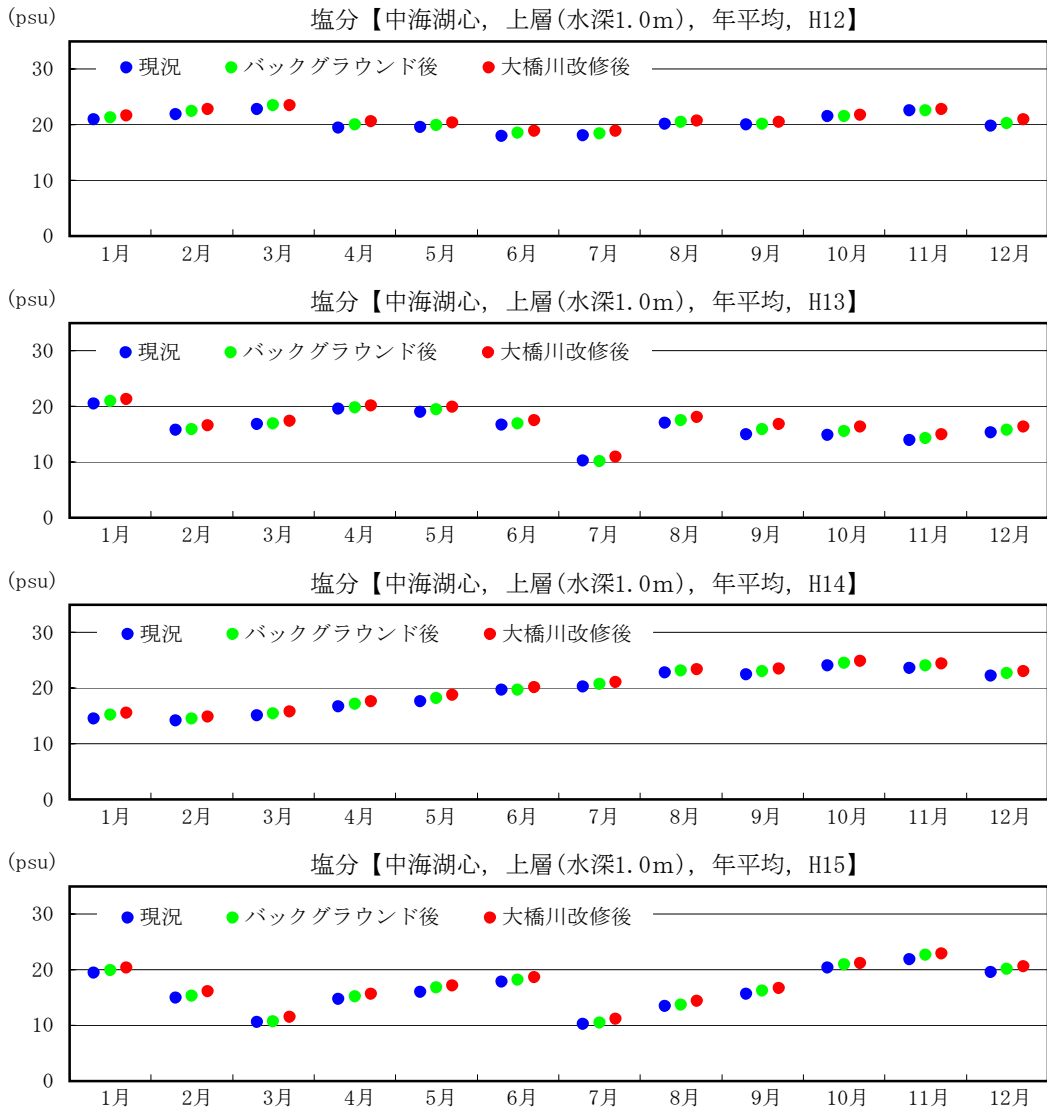 (psu) 塩分【中海湖心, 上層(水深1.0m), 年平均, H12】
30
現況 バックグラウンド後 大橋川改修後
20
10
0
1月 2月 3月 4月 5月 6月 7月 8月 9月 10月 11月 12月
(psu) 塩分【中海湖心, 上層(水深1.0m), 年平均, H13】
30
現況 バックグラウンド後 大橋川改修後
20
10
0
1月 2月 3月 4月 5月 6月 7月 8月 9月 10月 11月 12月
(psu) 塩分【中海湖心, 上層(水深1.0m), 年平均, H14】
30
現況 バックグラウンド後 大橋川改修後
20
10
0
1月 2月 3月 4月 5月 6月 7月 8月 9月 10月 11月 12月
(psu) 塩分【中海湖心, 上層(水深1.0m), 年平均, H15】
30
現況 バックグラウンド後 大橋川改修後
20
10
0
1月 2月 3月 4月 5月 6月 7月 8月 9月 10月 11月 12月